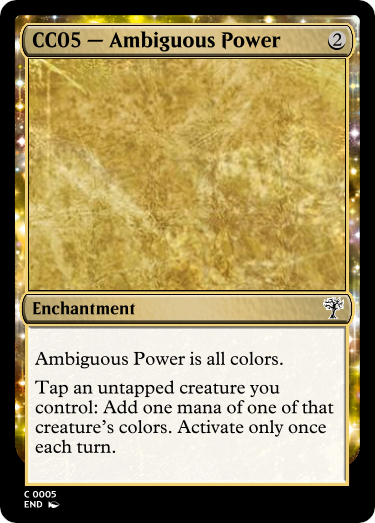 CC05 — Ambiguous Power 2
Enchantment
Ambiguous Power is all colors.
Tap an untapped creature you
control: Add one mana of one of that
creature's colors. Activate only once
each turn.
C 0005
END